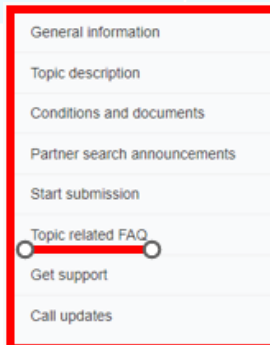 General information
Topic description
Conditions and documents
Partner search announcements
Start submission
Topic related FAQ
Get support
Call updates